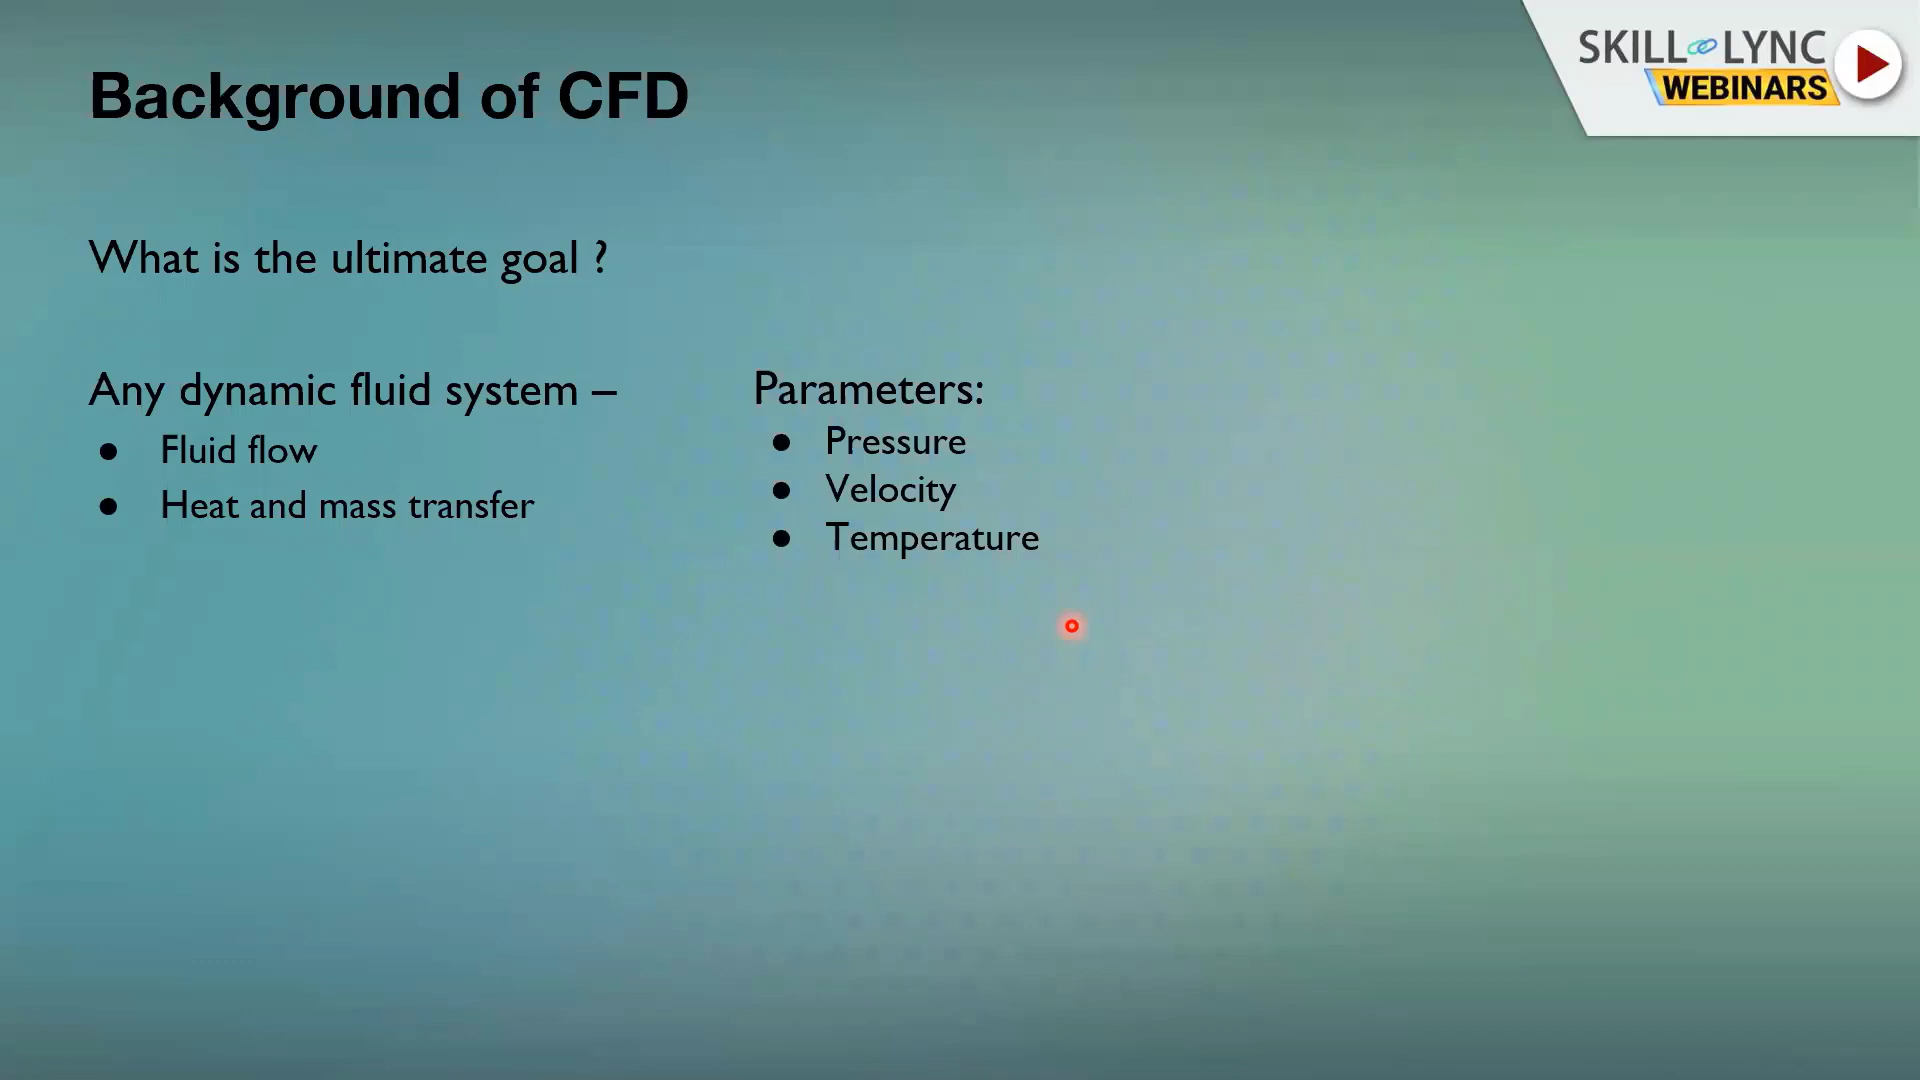 Background of CFD
SKILL LYNC
WEBINARS
What is the ultimate goal ?
Any dynamic fluid system –
● Fluid flow
● Heat and mass transfer
Parameters:
● Pressure
● Velocity
● Temperature